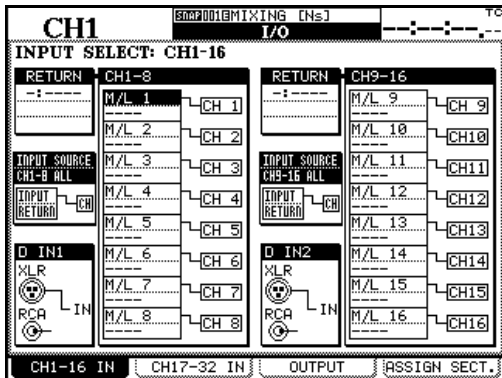 CH1
SNAP001@MIXING [Ns]
I/O
TC
--:--:--.--
INPUT SELECT: CH1-16
RETURN
-:----
CH1-8
M/L 1
----
CH 1
M/L 2
----
CH 2
M/L 3
----
CH 3
M/L 4
----
CH 4
M/L 5
----
CH 5
M/L 6
----
CH 6
M/L 7
----
CH 7
M/L 8
----
CH 8
INPUT SOURCE
CH1-8 ALL
INPUT
RETURN
CH
D IN1
XLR
RCA
IN
RETURN
-:----
CH9-16
M/L 9
----
CH 9
M/L 10
----
CH10
M/L 11
----
CH11
M/L 12
----
CH12
M/L 13
----
CH13
M/L 14
----
CH14
M/L 15
----
CH15
M/L 16
----
CH16
INPUT SOURCE
CH9-16 ALL
INPUT
RETURN
CH
D IN2
XLR
RCA
IN
CH1-16 IN
CH17-32 IN
OUTPUT
ASSIGN SECT.